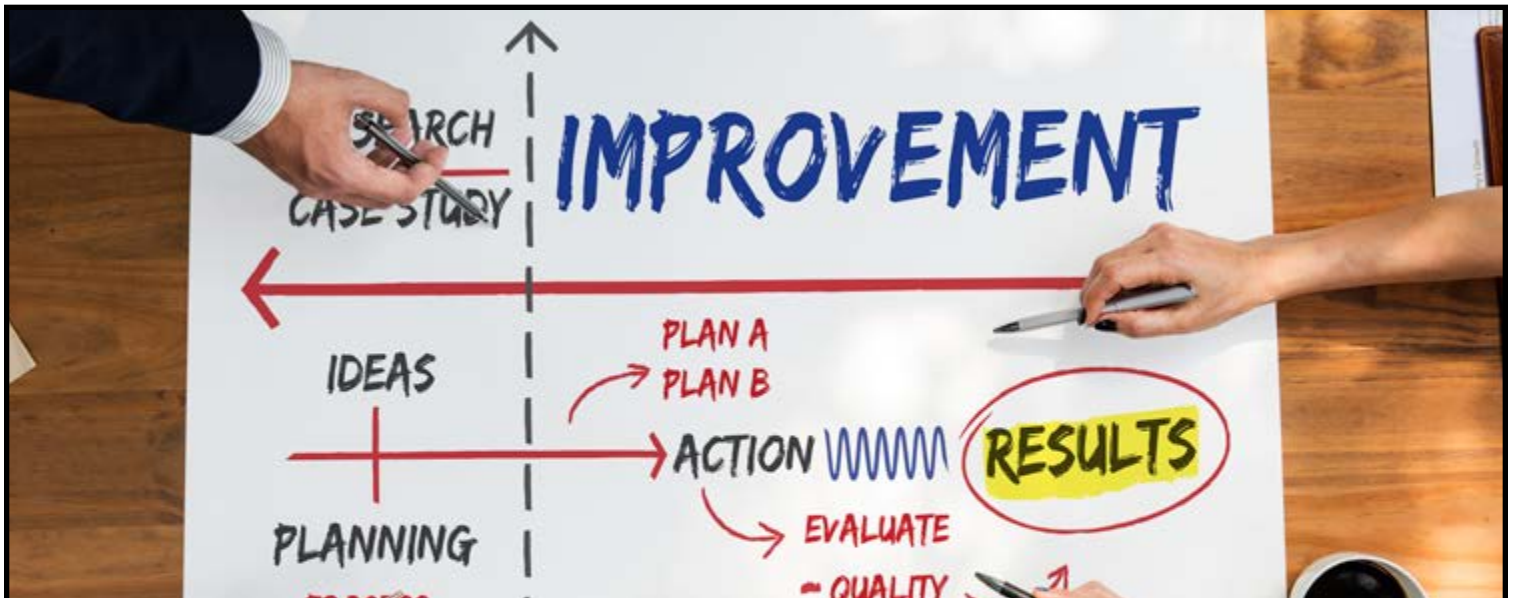 CASE STUDY
IMPROVEMENT
IDEAS
PLAN A
PLAN B
ACTION
RESULTS
PLANNING
EVALUATE
- QUALITY